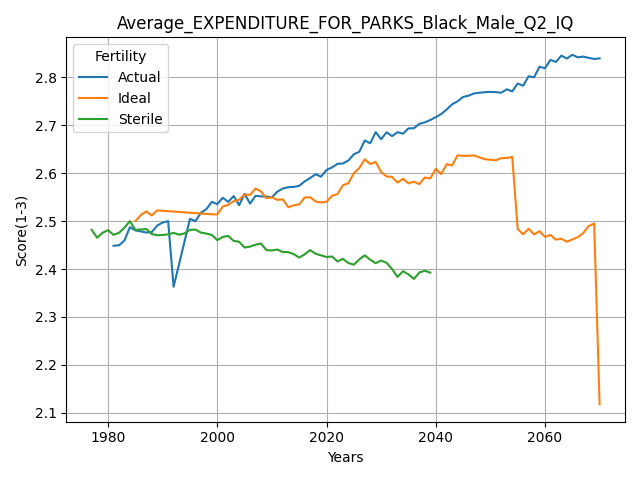 Average_EXPENDITURE_FOR_PARKS_Black_Male_Q2_IQ
Fertility
Actual
Ideal
Sterile
Score(1-3)
2.8
2.7
2.6
2.5
2.4
2.3
2.2
2.1
1980 2000 2020 2040 2060
Years